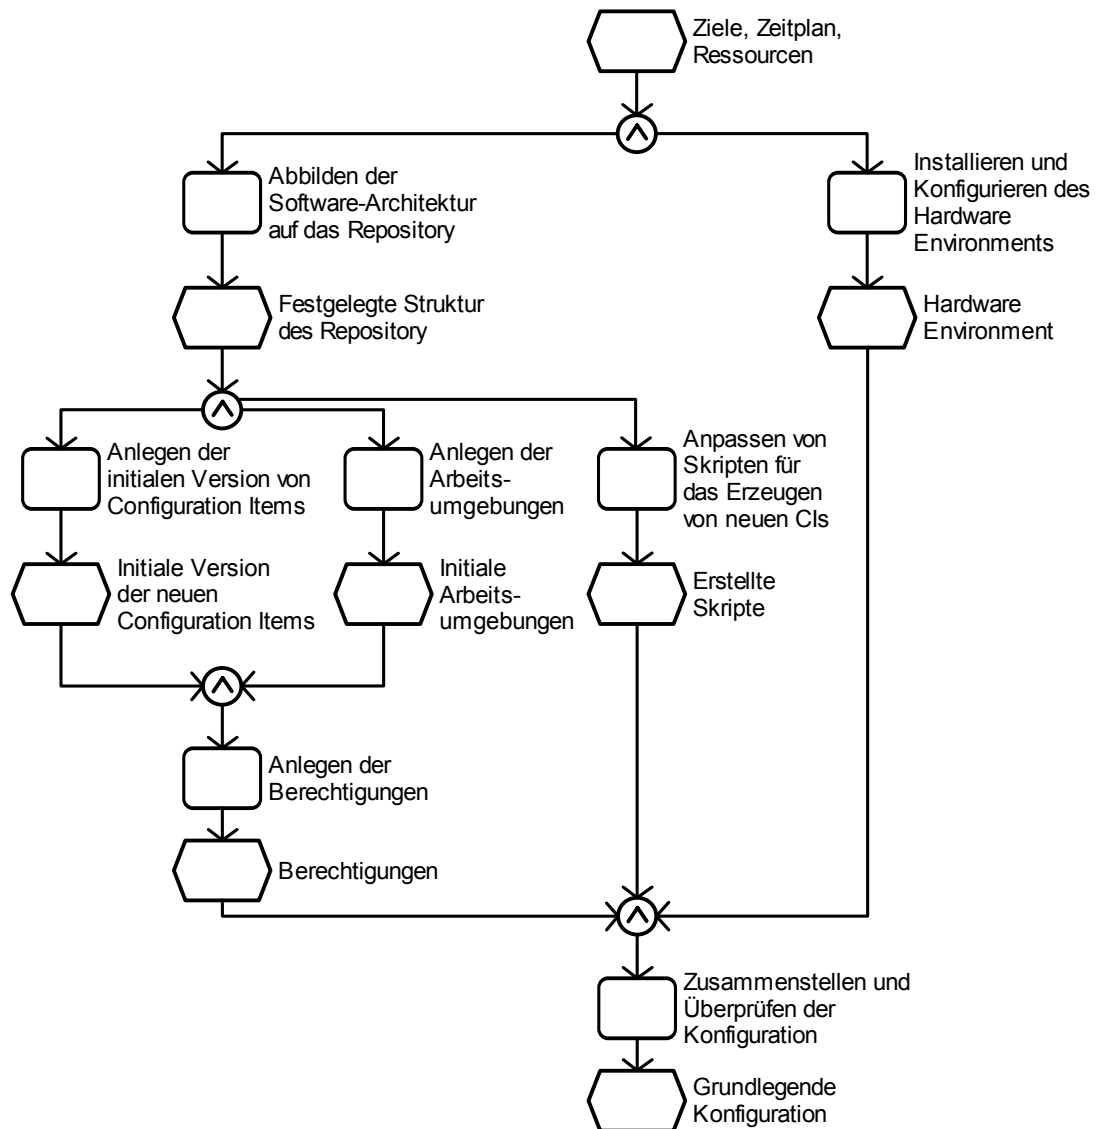 Ziele, Zeitplan,
Ressourcen
Abbilden der
Software-Architektur
auf das Repository
Installieren und
Konfigurieren des
Hardware
Environments
Festgelegte Struktur
des Repository
Hardware
Environment
Anlegen der
initialen Version von
Configuration Items
Anlegen der
Arbeits-
umgebungen
Anpassen von
Skripten für
das Erzeugen
von neuen CIs
Initiale Version
der neuen
Configuration Items
Initiale
Arbeits-
umgebungen
Erstellte
Skripte
Anlegen der
Berechtigungen
Berechtigungen
Zusammenstellen und
Überprüfen der
Konfiguration
Grundlegende
Konfiguration